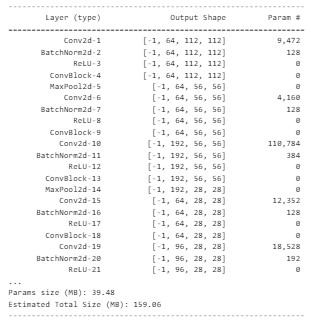 ----------------------------------------------------------------
Layer (type) Output Shape Param #
================================================================
Conv2d-1 [-1, 64, 112, 112] 9,472
BatchNorm2d-2 [-1, 64, 112, 112] 128
ReLU-3 [-1, 64, 112, 112] 0
ConvBlock-4 [-1, 64, 112, 112] 0
MaxPool2d-5 [-1, 64, 56, 56] 0
Conv2d-6 [-1, 64, 56, 56] 4,160
BatchNorm2d-7 [-1, 64, 56, 56] 128
ReLU-8 [-1, 64, 56, 56] 0
ConvBlock-9 [-1, 64, 56, 56] 0
Conv2d-10 [-1, 192, 56, 56] 110,784
BatchNorm2d-11 [-1, 192, 56, 56] 384
ReLU-12 [-1, 192, 56, 56] 0
ConvBlock-13 [-1, 192, 56, 56] 0
MaxPool2d-14 [-1, 192, 28, 28] 0
Conv2d-15 [-1, 64, 28, 28] 12,352
BatchNorm2d-16 [-1, 64, 28, 28] 128
ReLU-17 [-1, 64, 28, 28] 0
ConvBlock-18 [-1, 64, 28, 28] 0
Conv2d-19 [-1, 96, 28, 28] 18,528
BatchNorm2d-20 [-1, 96, 28, 28] 192
ReLU-21 [-1, 96, 28, 28] 0
...
Params size (MB): 39.48
Estimated Total Size (MB): 159.06
----------------------------------------------------------------